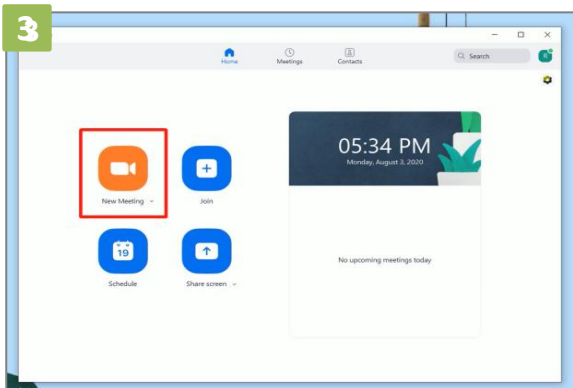 3
Home
Meetings
Contacts
Search
05:34 PM
Monday, August 3, 2020
New Meeting
Join
19
Schedule
Share screen
No upcoming meetings today